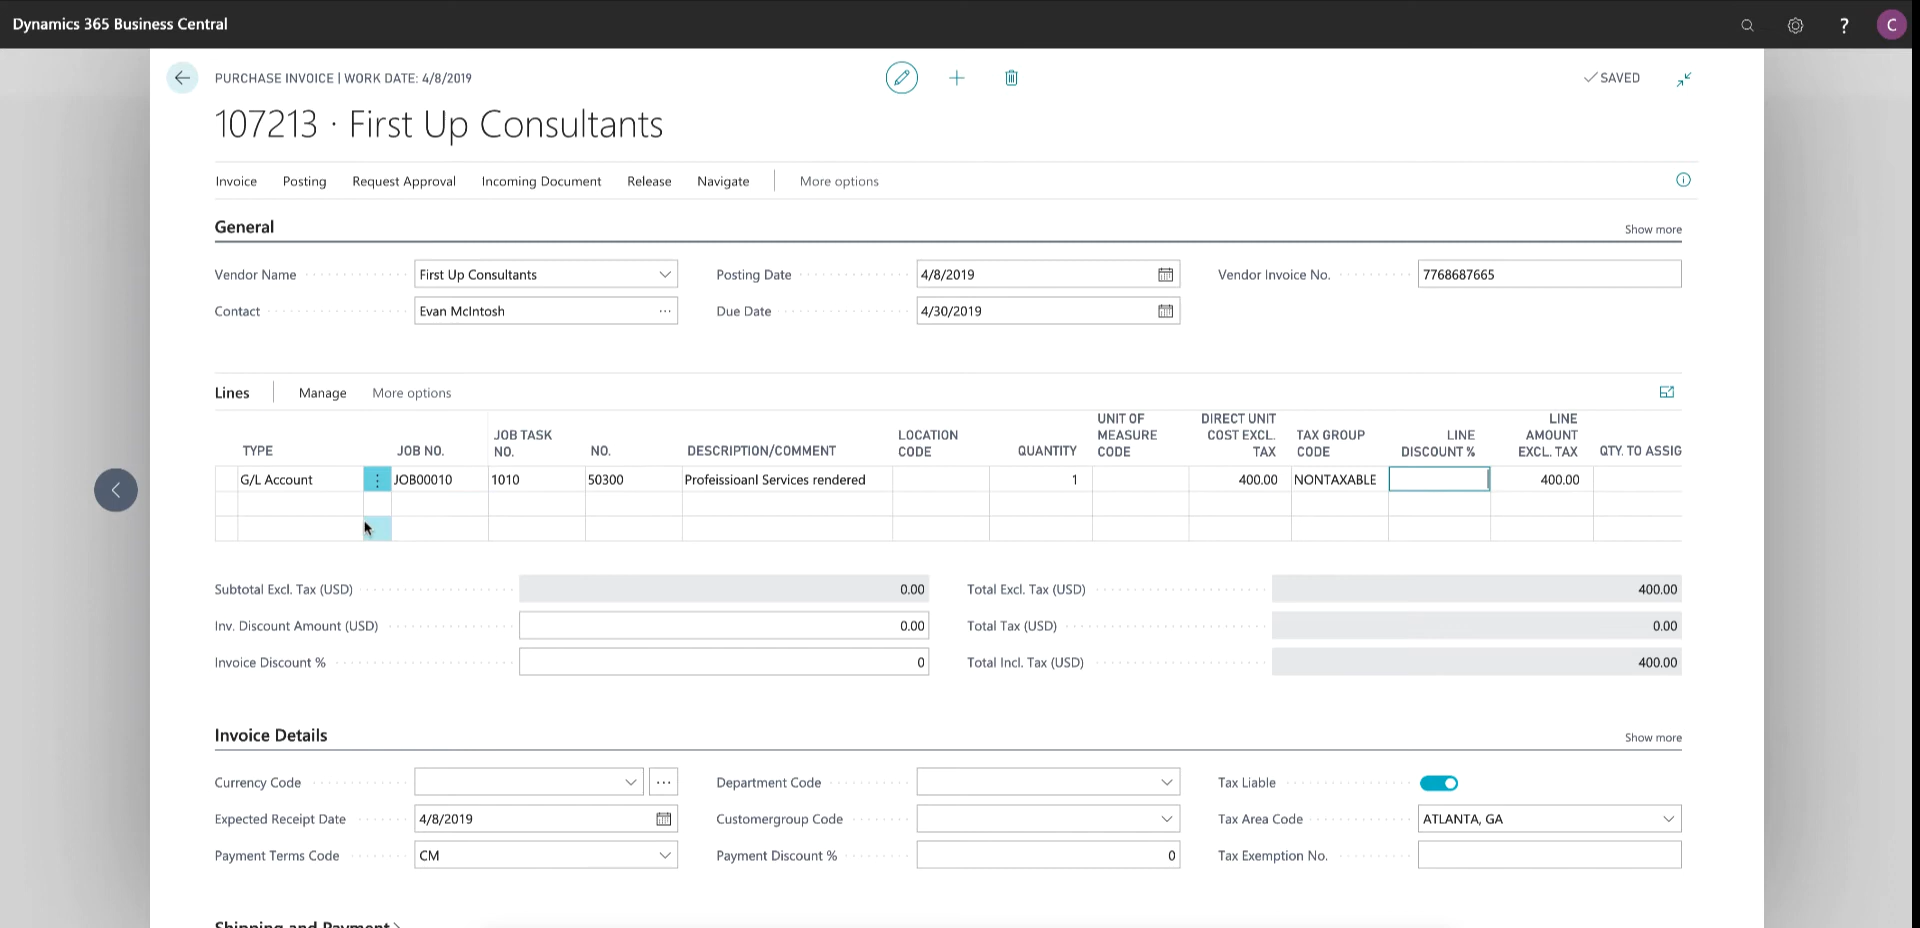 Dynamics 365 Business Central
?
C
PURCHASE INVOICE | WORK DATE: 4/8/2019
SAVED
107213 · First Up Consultants
Invoice Posting Request Approval Incoming Document Release Navigate More options
General
Show more
Vendor Name First Up Consultants Posting Date 4/8/2019 Vendor Invoice No. 7768687665
Contact Evan McIntosh ... Due Date 4/30/2019
Lines Manage More options
TYPE JOB NO. JOB TASK NO. NO. DESCRIPTION/COMMENT LOCATION CODE QUANTITY UNIT OF MEASURE CODE DIRECT UNIT COST EXCL. TAX TAX GROUP CODE LINE DISCOUNT % LINE AMOUNT EXCL. TAX QTY. TO ASSIG
G/L Account JOB00010 1010 50300 Profeissioanl Services rendered 1 400.00 NONTAXABLE 400.00
Subtotal Excl. Tax (USD) 0.00 Total Excl. Tax (USD) 400.00
Inv. Discount Amount (USD) 0.00 Total Tax (USD) 0.00
Invoice Discount % 0 Total Incl. Tax (USD) 400.00
Invoice Details
Show more
Currency Code ... Department Code Tax Liable
Expected Receipt Date 4/8/2019 Customergroup Code Tax Area Code ATLANTA, GA
Payment Terms Code CM Payment Discount % 0 Tax Exemption No.
Shipping and Payment